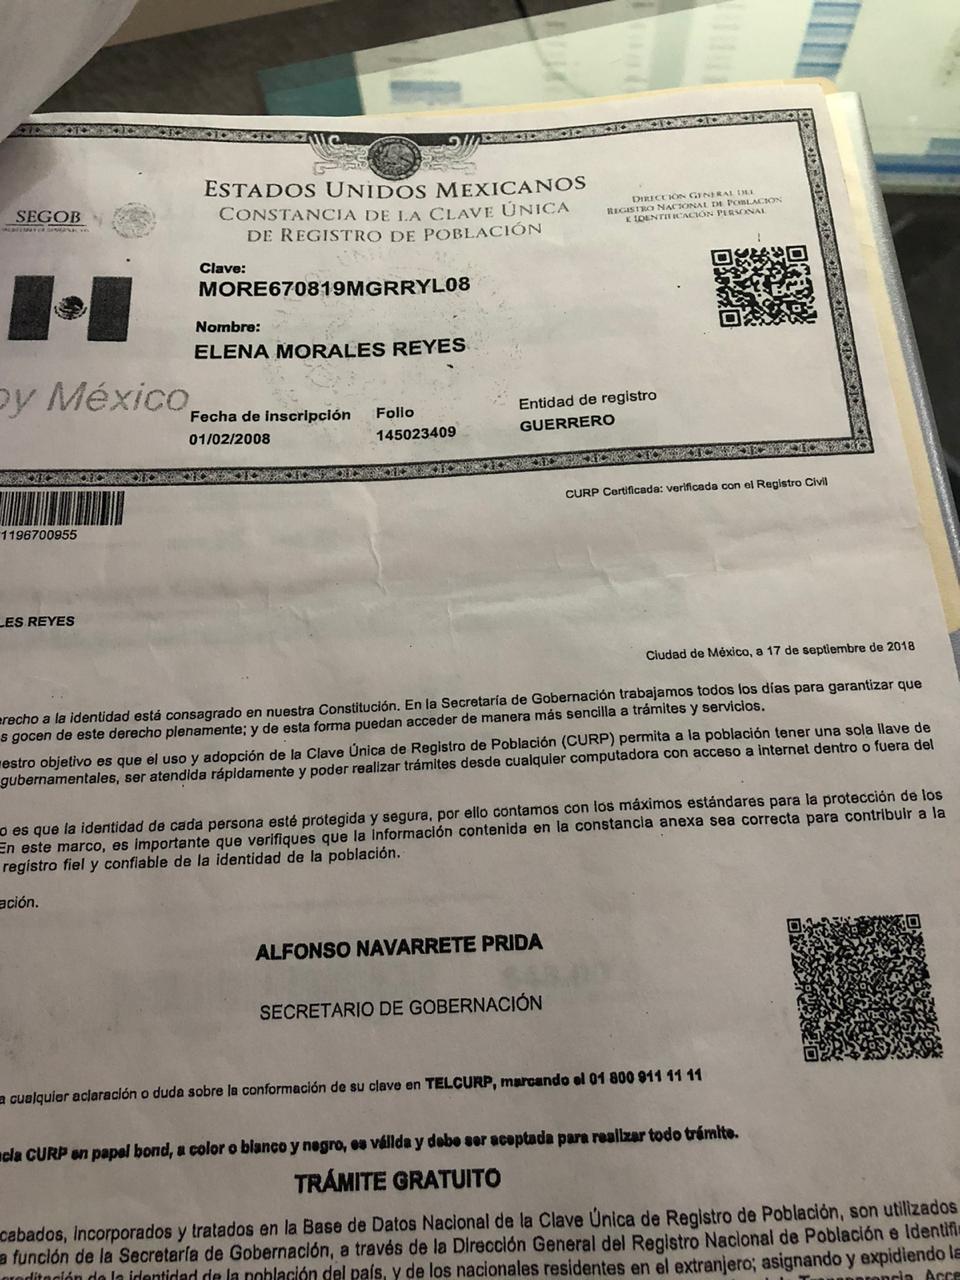 ESTADOS UNIDOS MEXICANOS
CONSTANCIA DE LA CLAVE ÚNICA
DE REGISTRO DE POBLACIÓN
SEGOB
DIRECCIÓN GENERAL DEL
REGISTRO NACIONAL DE POBLACIÓN
E IDENTIFICACIÓN PERSONAL
Clave:
MORE670819MGRRYL08
Nombre:
ELENA MORALES REYES
oy México
Fecha de inscripción
01/02/2008
Folio
145023409
Entidad de registro
GUERRERO
CURP Certificada: verificada con el Registro Civil
1196700955
LES REYES
Ciudad de México, a 17 de septiembre de 2018
erecho a la identidad está consagrado en nuestra Constitución. En la Secretaría de Gobernación trabajamos todos los días para garantizar que
s gocen de este derecho plenamente; y de esta forma puedan acceder de manera más sencilla a trámites y servicios.
estro objetivo es que el uso y adopción de la Clave Única de Registro de Población (CURP) permita a la población tener una sola llave de
gubernamentales, ser atendida rápidamente y poder realizar trámites desde cualquier computadora con acceso a internet dentro o fuera del
o es que la identidad de cada persona esté protegida y segura, por ello contamos con los máximos estándares para la protección de los
En este marco, es importante que verifiques que la información contenida en la constancia anexa sea correcta para contribuir a la
registro fiel y confiable de la identidad de la población.
ación.
ALFONSO NAVARRETE PRIDA
SECRETARIO DE GOBERNACIÓN
a cualquier aclaración o duda sobre la conformación de su clave en TELCURP, marcando el 01 800 911 11 11
ncia CURP en papel bond, a color o blanco y negro, es válida y debe ser aceptada para realizar todo trámite.
TRÁMITE GRATUITO
cabados, incorporados y tratados en la Base de Datos Nacional de la Clave Única de Registro de Población, son utilizados
a función de la Secretaría de Gobernación, a través de la Dirección General del Registro Nacional de Población e Identifi
creditación de la identidad de la población del país, y de los nacionales residentes en el extranjero; asignando y expidiendo la